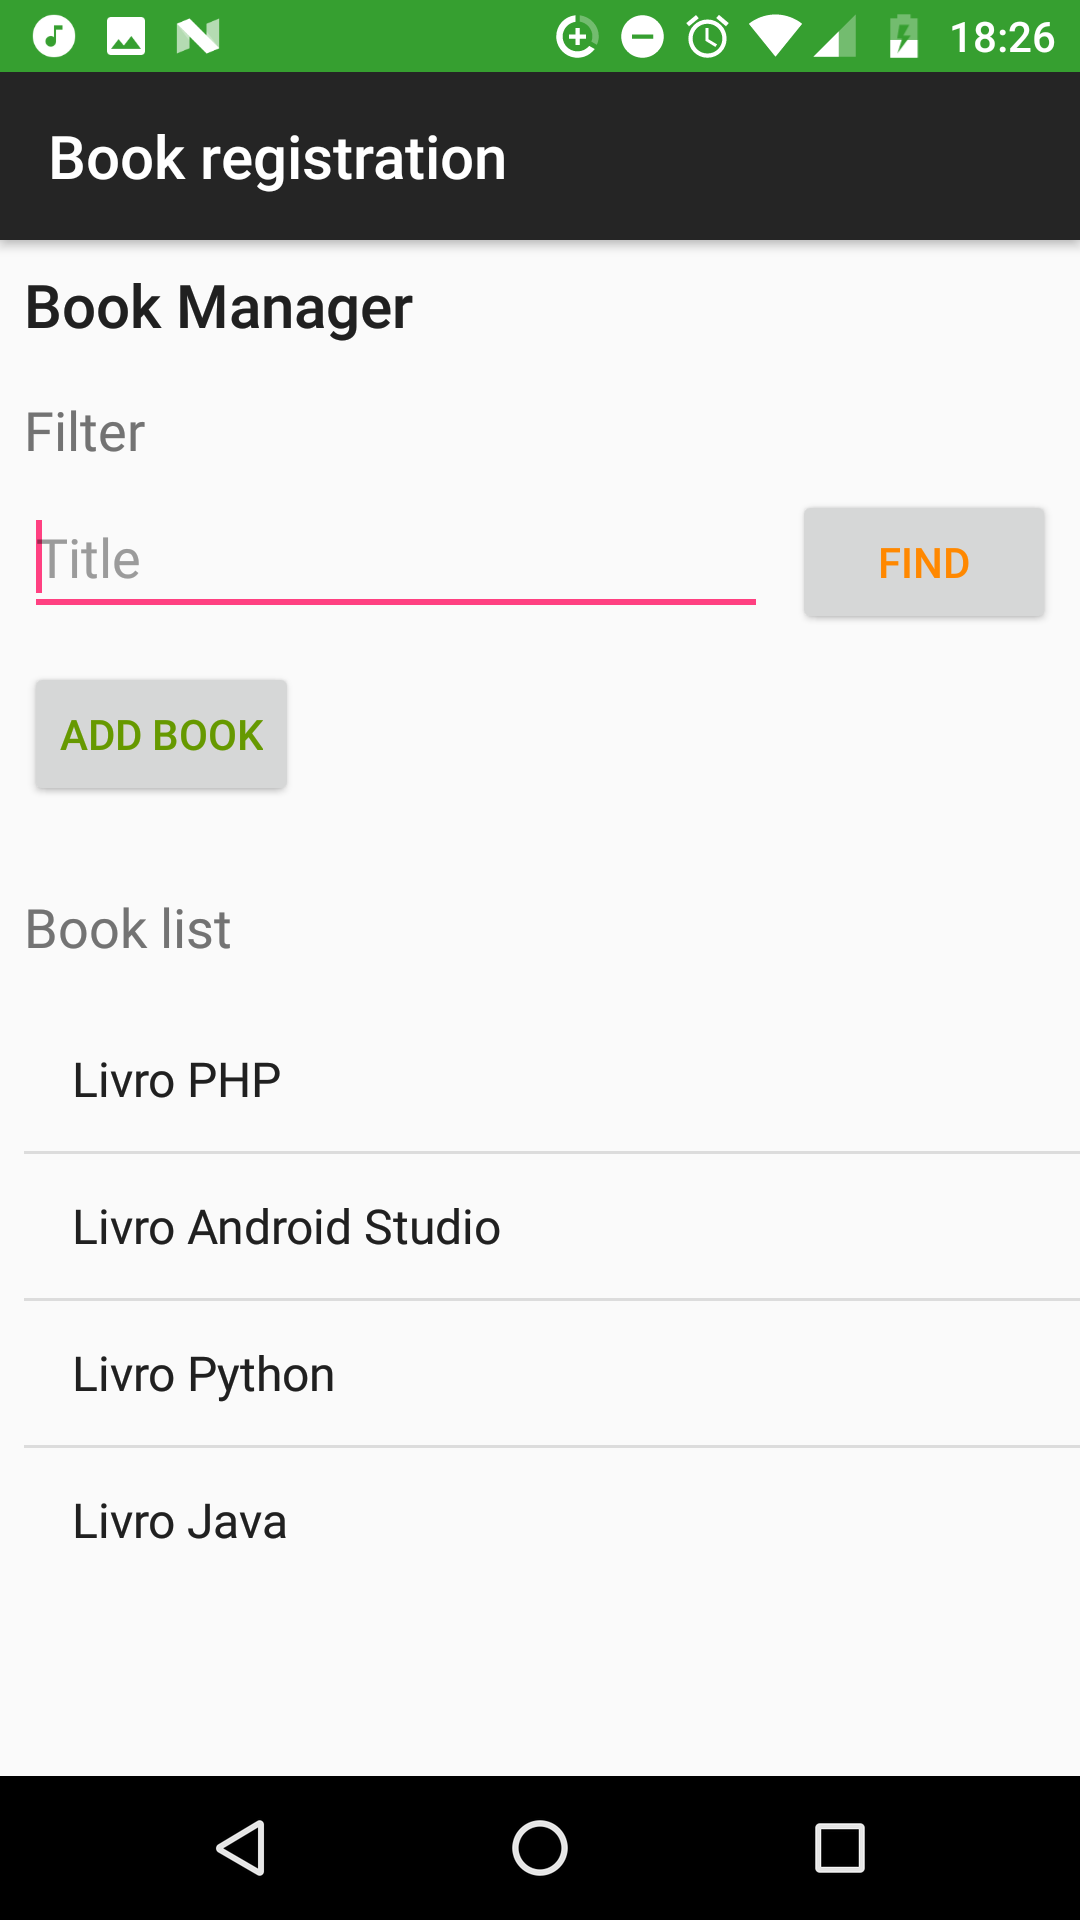 18:26
Book registration
Book Manager
Filter
Title
FIND
ADD BOOK
Book list
Livro PHP
Livro Android Studio
Livro Python
Livro Java